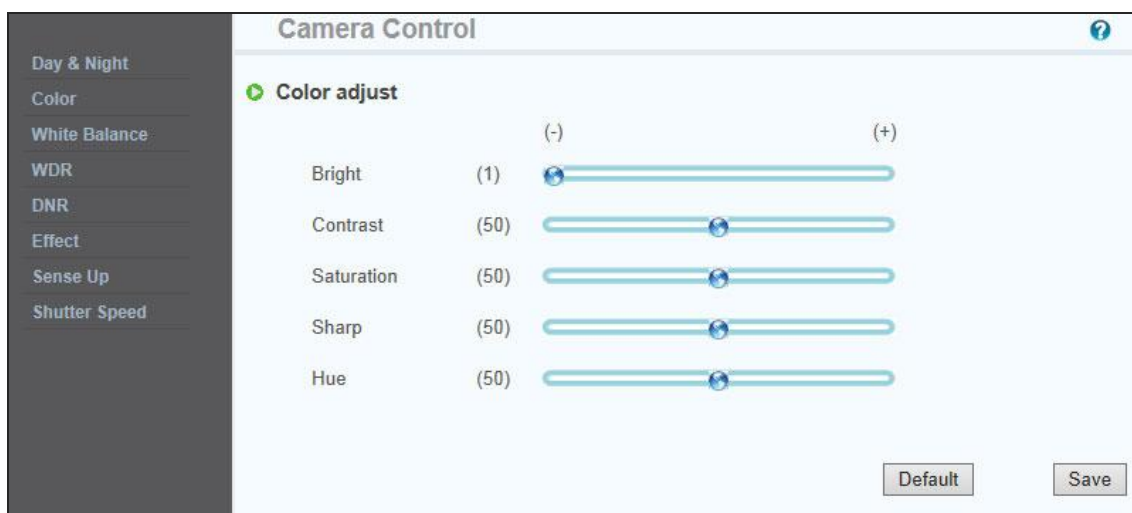 Camera Control
?
Day & Night
Color
White Balance
WDR
DNR
Effect
Sense Up
Shutter Speed
Color adjust
(-) (+)
Bright (1)
Contrast (50)
Saturation (50)
Sharp (50)
Hue (50)
Default Save